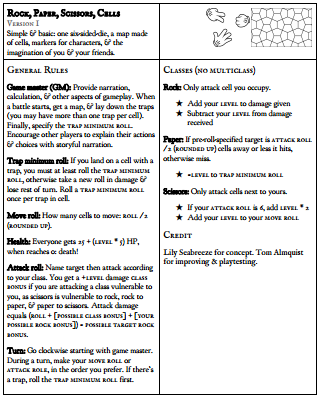 Rock, Paper, Scissors, Cells
Version 1
Simple & basic: one six-sided-die, a map made
of cells, markers for characters, & the
imagination of you & your friends.
General Rules
Game master (GM): Provide narration,
calculation, & other aspects of gameplay. When
a battle starts, get a map, & lay down the traps
(you may have more than one trap per cell).
Finally, specify the trap minimum roll.
Encourage other players to explain their actions
& choices with storyful narration.
Trap minimum roll: If you land on a cell with a
trap, you must at least roll the trap minimum
roll, otherwise take a new roll in damage &
lose rest of turn. Roll a trap minimum roll
once per trap in cell.
Move roll: How many cells to move: roll / 2
(rounded up).
Health: Everyone gets 25 + (level * 5) HP,
when reaches 0: death!
Attack roll: Name target then attack according
to your class. You get a +level damage class
bonus if you are attacking a class vulnerable to
you, as scissors is vulnerable to rock, rock to
paper, & paper to scissors. Attack damage
equals (roll + [possible class bonus] + [your
possible rock bonus]) - possible target rock
bonus.
Turn: Go clockwise starting with game master.
During a turn, make your move roll or
attack role, in the order you prefer. If there's
a trap, roll the trap minimum roll first.
Classes (no multiclass)
Rock: Only attack cell you occupy.
★ Add your level to damage given
★ Subtract your level from damage
received
Paper: If pre-roll-specified target is attack roll
/2 (rounded up) cells away or less it hits,
otherwise miss.
★ -level to trap minimum roll
Scissors: Only attack cells next to yours.
★ If your attack roll is 6, add level * 2
★ Add your level to your move roll
Credit
Lily Seabreeze for concept. Tom Almquist
for improving & playtesting.